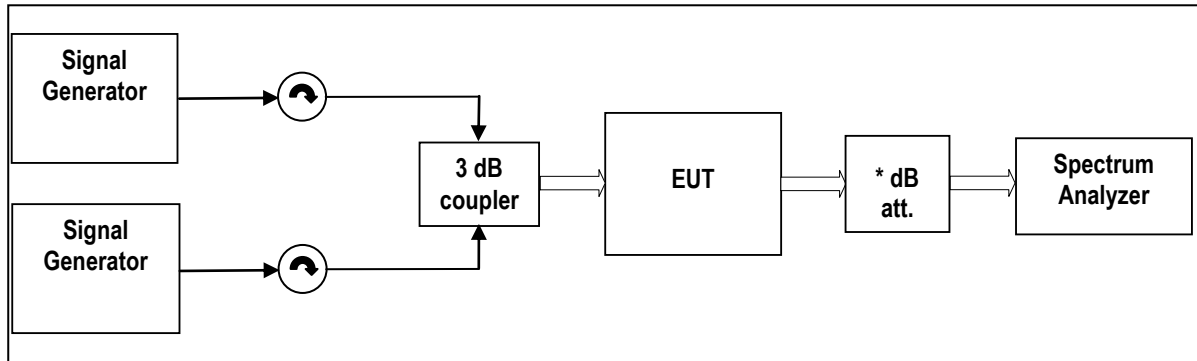 Signal
Generator
3 dB
coupler
EUT
* dB
att.
Spectrum
Analyzer
Signal
Generator